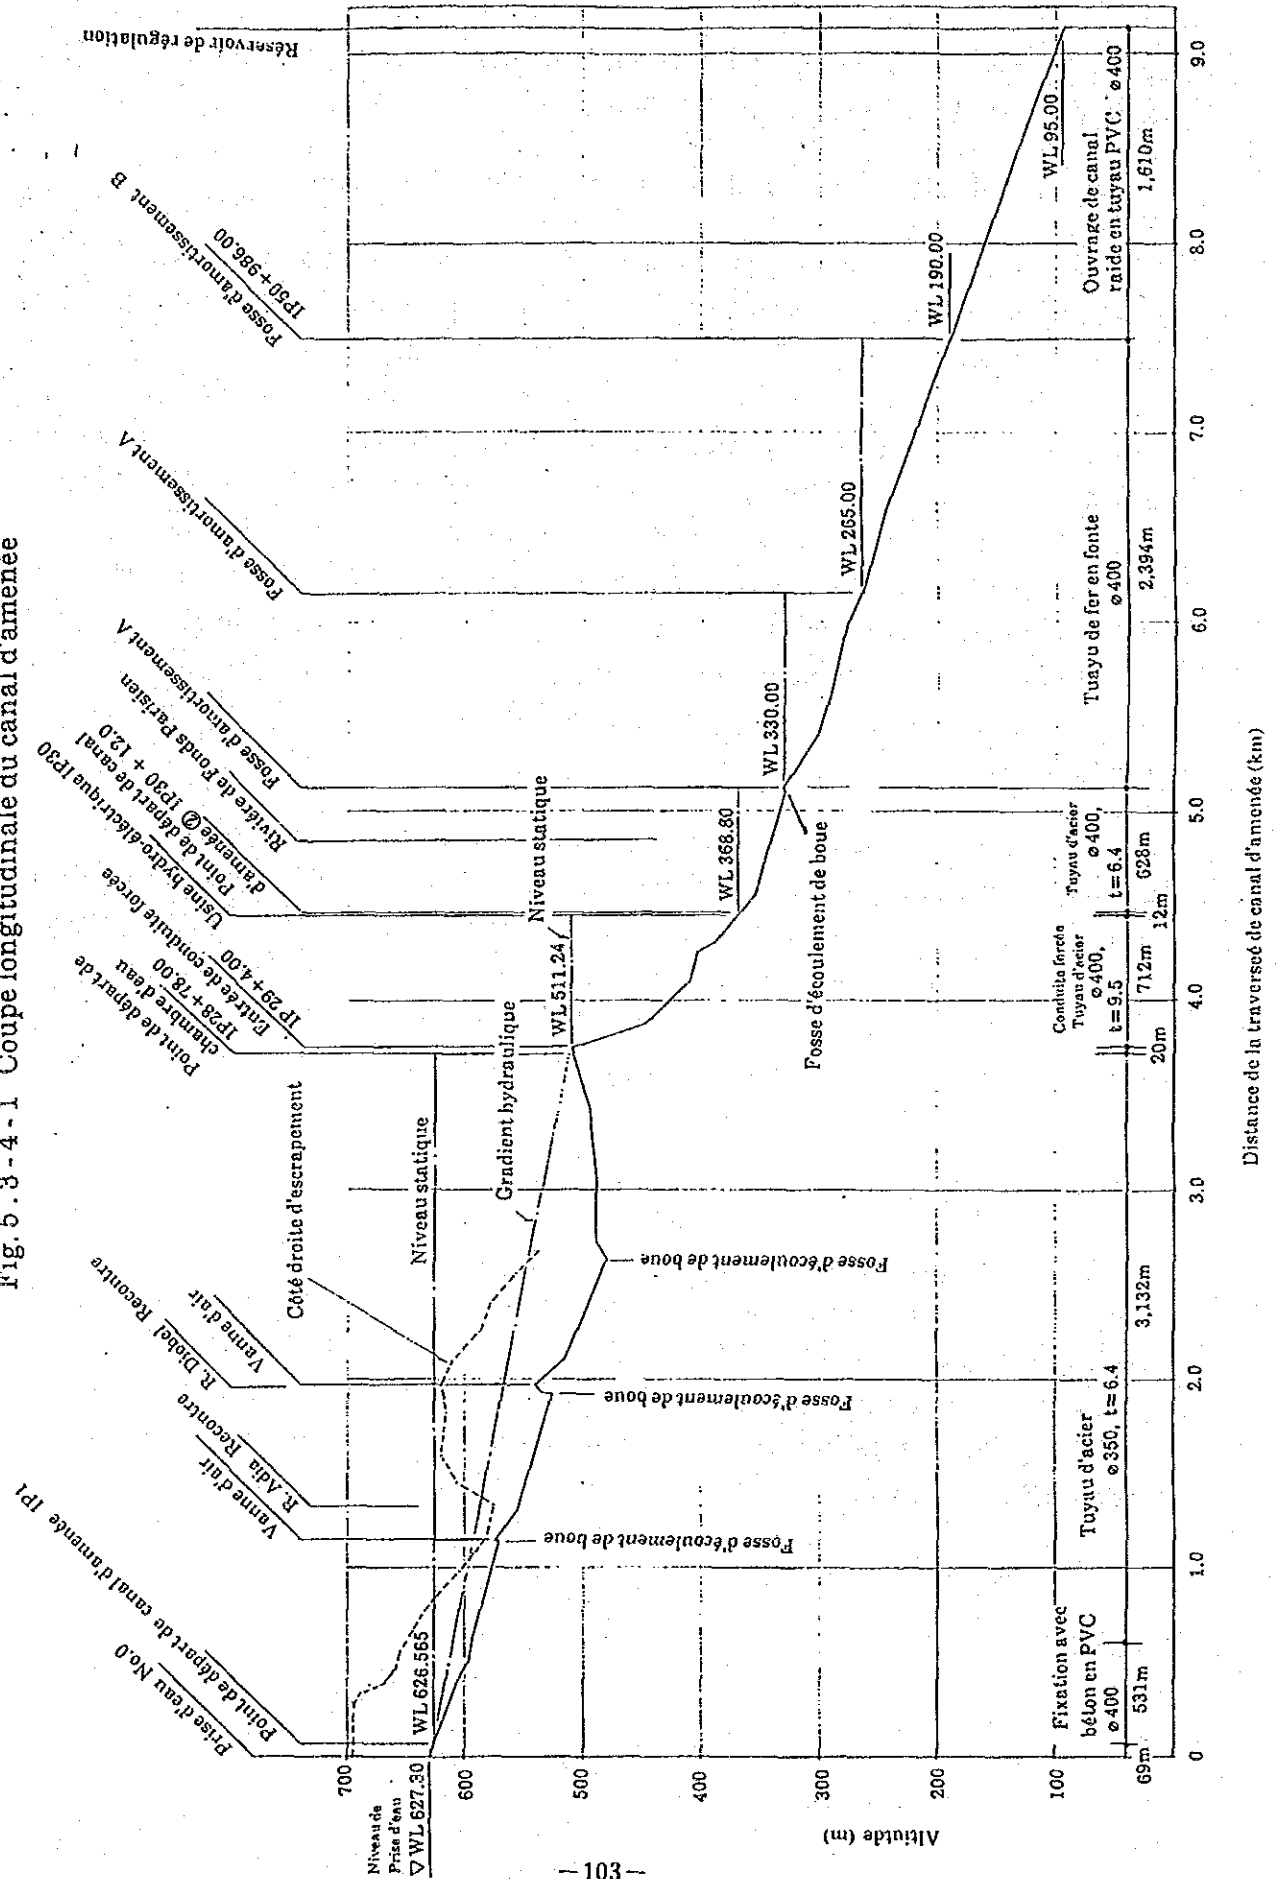 Fig. 5.3-4-1 Coupe longitudinale du canal d'amenée
Prise d'eau No.0
Point de départ de canal d'amenée IP1
Vanne d'air
R. Adia Recontre
R. Diobel Recontre
Vanne d'air
Point de départ de
chambre d'eau
IP28+78.00
Entrée de conduite forcée
IP29+4.00
Usine hydro-éléctrique IP30
Point de départ de canal
d'amenée ② IP30 + 12.0
Rivière de Fonds Parisien
Fosse d'amortissement A
Fosse d'amortissement A
Fosse d'amortissement B
IP50+986.00
Réservoir de régulation
Côté droite d'escrapement
Niveau statique
Gradient hydraulique
Niveau statique
Niveau de
Prise d'eau
▽WL 627.30
WL 626.565
WL 511.24
WL 368.80
WL 330.00
WL 265.00
WL 190.00
WL 95.00
Fosse d'écoulement de boue
Fosse d'écoulement de boue
Fosse d'écoulement de boue
Fosse d'écoulement de boue
700
600
500
400
300
200
100
Altiutde (m)
Fixation avec
béton en PVC
ø400
Tuyau d'acier
ø350, t=6.4
Conduite forcée
Tuyau d'acier
ø400,
t=9.5
Tuyau d'acier
ø400,
t=6.4
Tuayu de fer en fonte
ø400
Ouvrage de canal
raide en tuyau PVC ø400
69m
531m
3,132m
20m
712m
12m
628m
2,394m
1,610m
0
1.0
2.0
3.0
4.0
5.0
6.0
7.0
8.0
9.0
Distance de la traverseé de canal d'amenée (km)
—103—